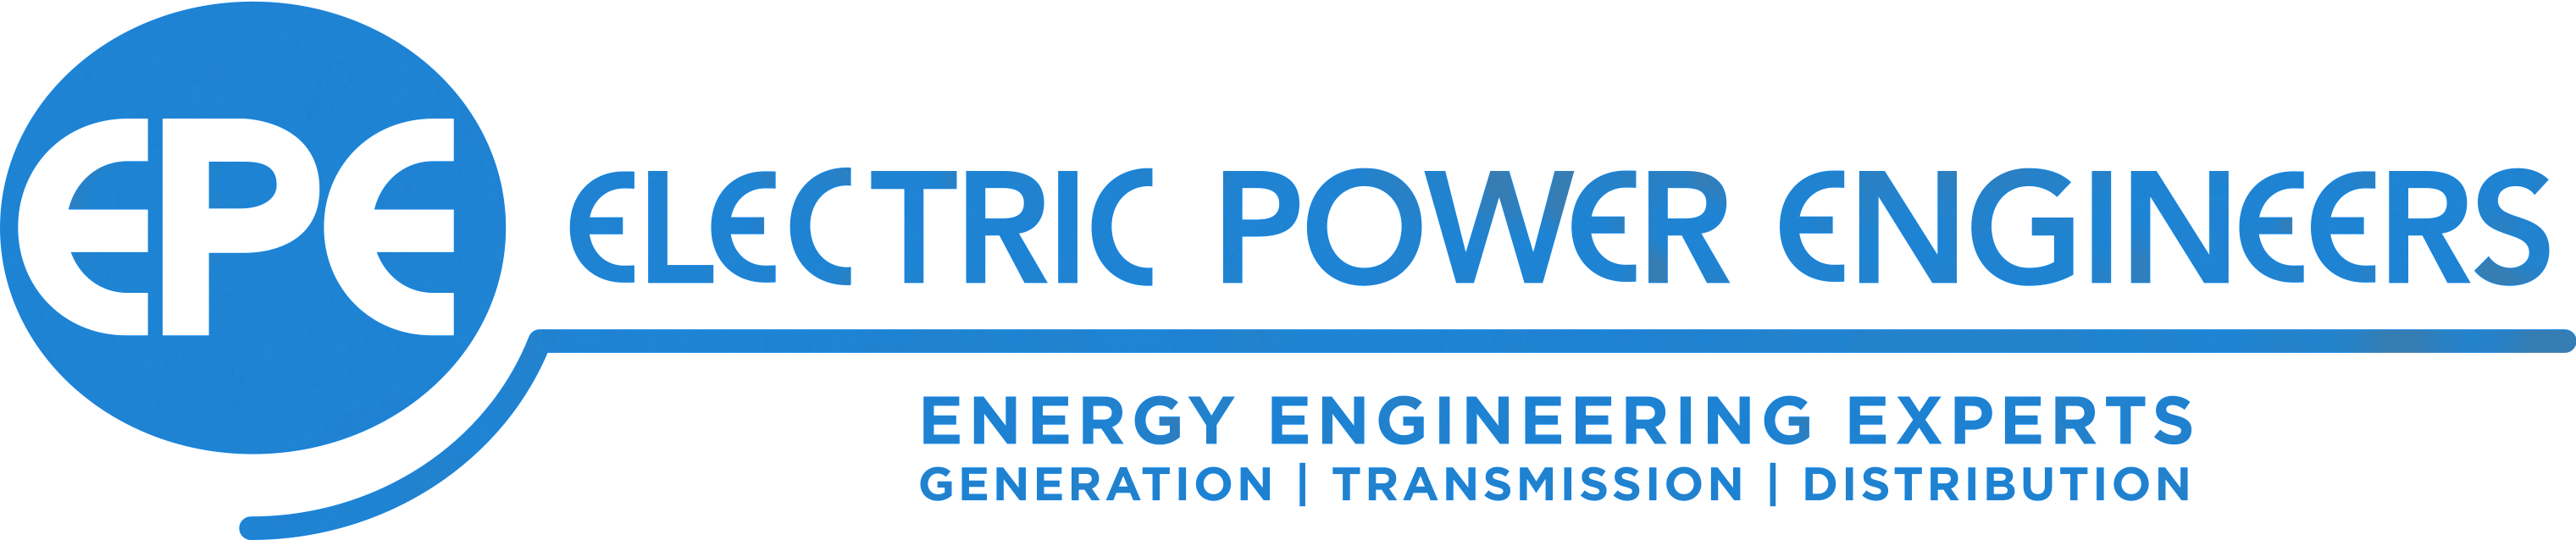 EPE
ELECTRIC POWER ENGINEERS
ENERGY ENGINEERING EXPERTS
GENERATION | TRANSMISSION | DISTRIBUTION